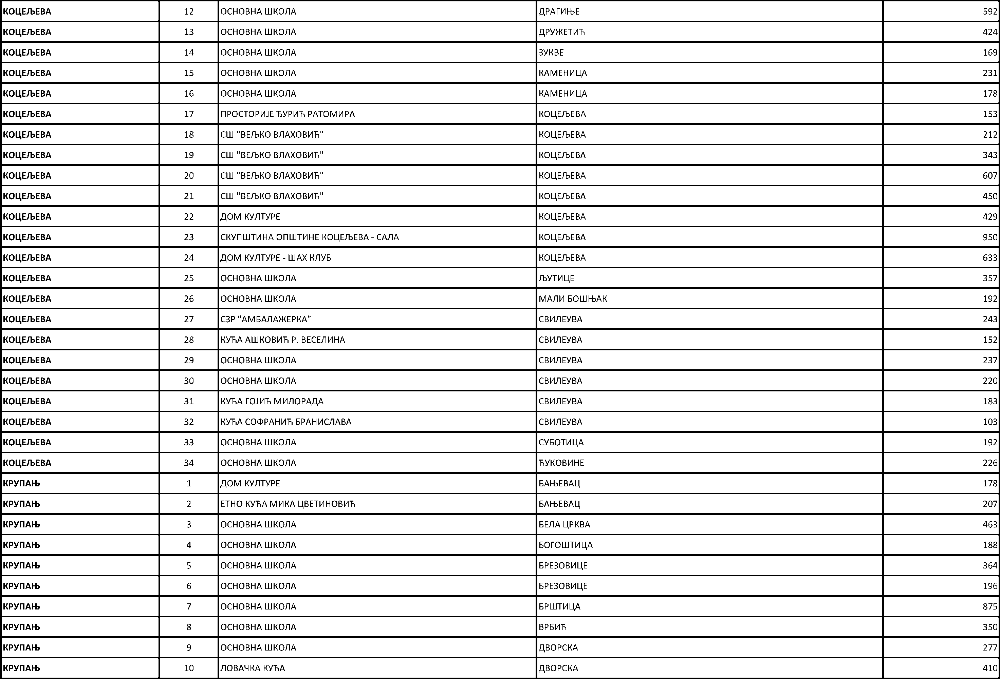 КОЦЕЉЕВА 12 ОСНОВНА ШКОЛА ДРАГИЊЕ 592
КОЦЕЉЕВА 13 ОСНОВНА ШКОЛА ДРУЖЕТИЋ 424
КОЦЕЉЕВА 14 ОСНОВНА ШКОЛА ЗУКВЕ 169
КОЦЕЉЕВА 15 ОСНОВНА ШКОЛА КАМЕНИЦА 231
КОЦЕЉЕВА 16 ОСНОВНА ШКОЛА КАМЕНИЦА 178
КОЦЕЉЕВА 17 ПРОСТОРИЈЕ ЂУРИЋ РАТОМИРА КОЦЕЉЕВА 153
КОЦЕЉЕВА 18 СШ "ВЕЉКО ВЛАХОВИЋ" КОЦЕЉЕВА 212
КОЦЕЉЕВА 19 СШ "ВЕЉКО ВЛАХОВИЋ" КОЦЕЉЕВА 343
КОЦЕЉЕВА 20 СШ "ВЕЉКО ВЛАХОВИЋ" КОЦЕЉЕВА 607
КОЦЕЉЕВА 21 СШ "ВЕЉКО ВЛАХОВИЋ" КОЦЕЉЕВА 450
КОЦЕЉЕВА 22 ДОМ КУЛТУРЕ КОЦЕЉЕВА 429
КОЦЕЉЕВА 23 СКУПШТИНА ОПШТИНЕ КОЦЕЉЕВА - САЛА КОЦЕЉЕВА 950
КОЦЕЉЕВА 24 ДОМ КУЛТУРЕ - ШАХ КЛУБ КОЦЕЉЕВА 633
КОЦЕЉЕВА 25 ОСНОВНА ШКОЛА ЉУТИЦЕ 357
КОЦЕЉЕВА 26 ОСНОВНА ШКОЛА МАЛИ БОШЊАК 192
КОЦЕЉЕВА 27 СЗР "АМБАЛАЖЕРКА" СВИЛЕУВА 243
КОЦЕЉЕВА 28 КУЋА АШКОВИЋ Р. ВЕСЕЛИНА СВИЛЕУВА 152
КОЦЕЉЕВА 29 ОСНОВНА ШКОЛА СВИЛЕУВА 237
КОЦЕЉЕВА 30 ОСНОВНА ШКОЛА СВИЛЕУВА 220
КОЦЕЉЕВА 31 КУЋА ГОЈИЋ МИЛОРАДА СВИЛЕУВА 183
КОЦЕЉЕВА 32 КУЋА СОФРАНИЋ БРАНИСЛАВА СВИЛЕУВА 103
КОЦЕЉЕВА 33 ОСНОВНА ШКОЛА СУБОТИЦА 192
КОЦЕЉЕВА 34 ОСНОВНА ШКОЛА ЋУКОВИНЕ 226
КРУПАЊ 1 ДОМ КУЛТУРЕ БАЊЕВАЦ 178
КРУПАЊ 2 ЕТНО КУЋА МИКА ЦВЕТИНОВИЋ БАЊЕВАЦ 207
КРУПАЊ 3 ОСНОВНА ШКОЛА БЕЛА ЦРКВА 463
КРУПАЊ 4 ОСНОВНА ШКОЛА БОГОШТИЦА 188
КРУПАЊ 5 ОСНОВНА ШКОЛА БРЕЗОВИЦЕ 364
КРУПАЊ 6 ОСНОВНА ШКОЛА БРЕЗОВИЦЕ 196
КРУПАЊ 7 ОСНОВНА ШКОЛА БРШТИЦА 875
КРУПАЊ 8 ОСНОВНА ШКОЛА ВРБИЋ 350
КРУПАЊ 9 ОСНОВНА ШКОЛА ДВОРСКА 277
КРУПАЊ 10 ЛОВАЧКА КУЋА ДВОРСКА 410